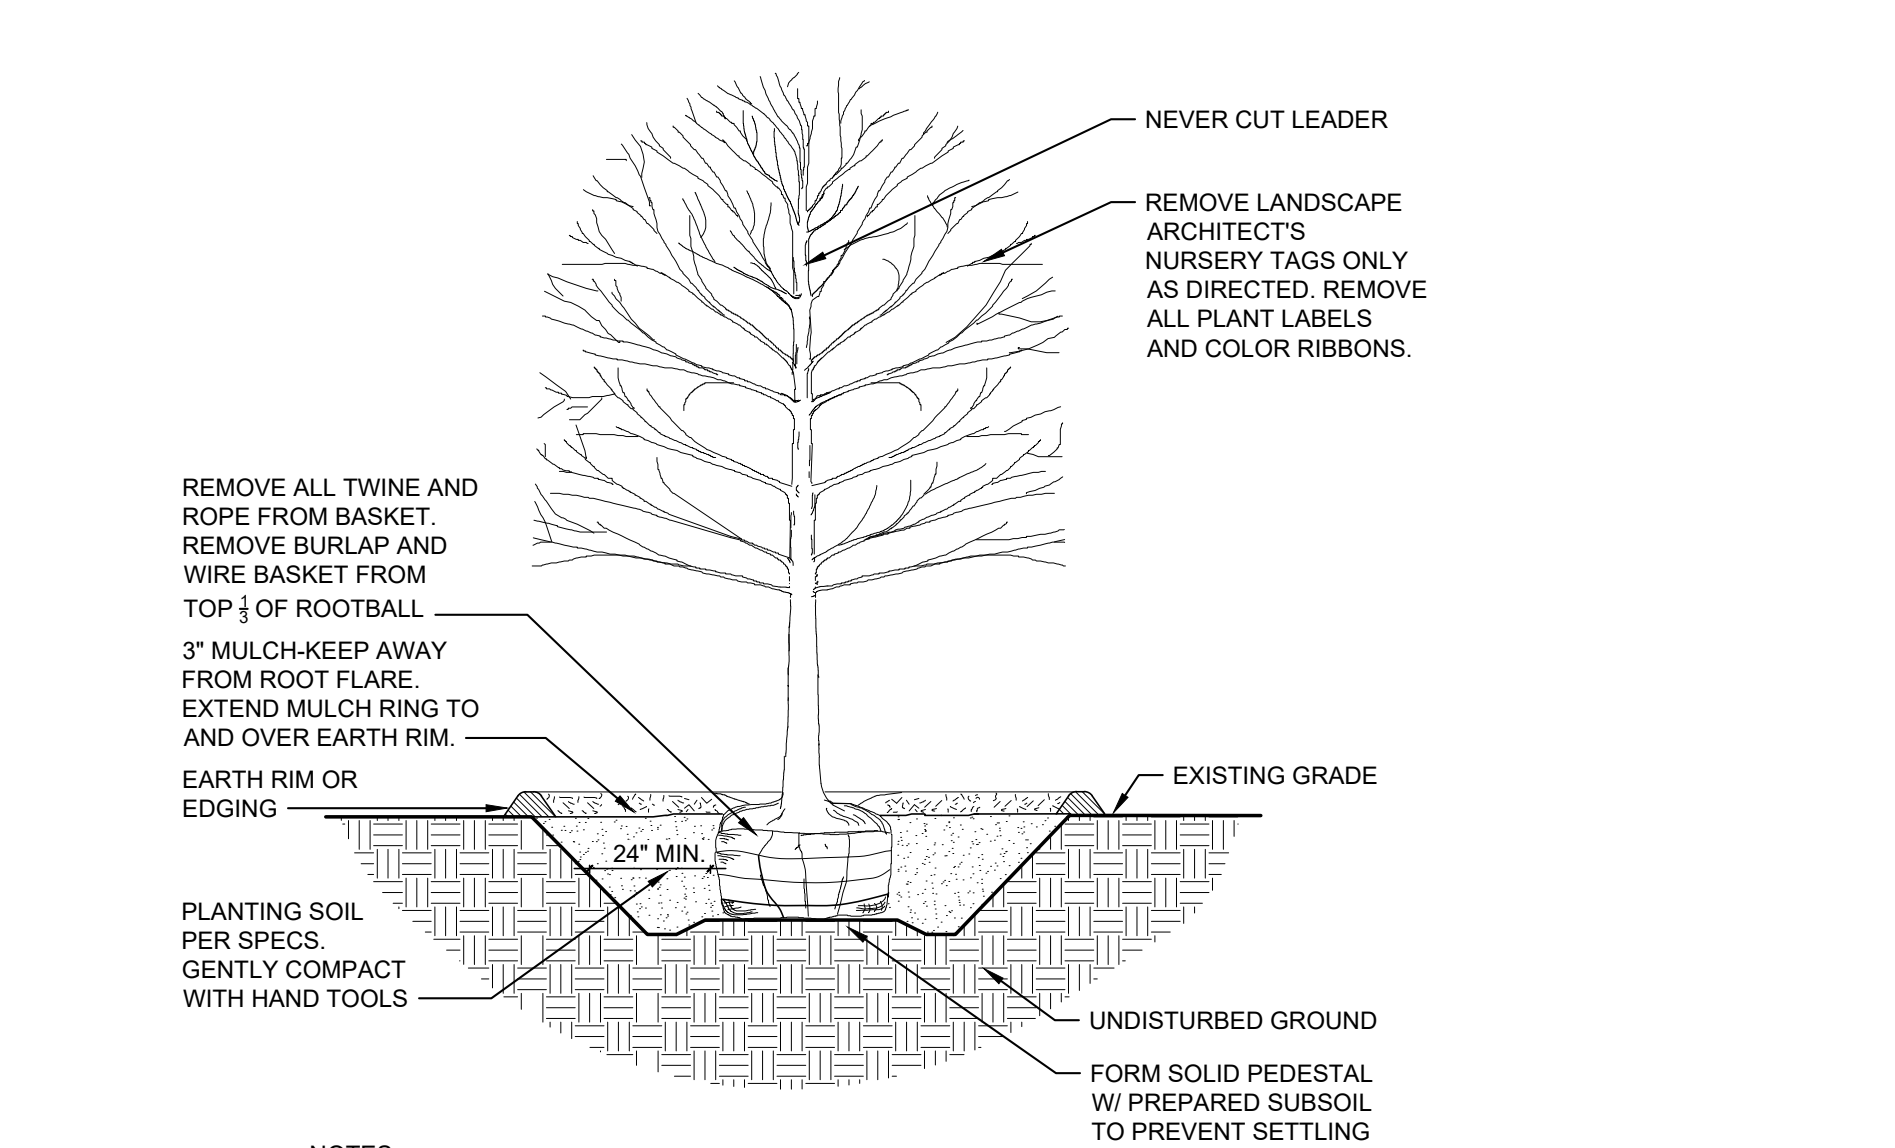 NEVER CUT LEADER
REMOVE LANDSCAPE
ARCHITECT'S
NURSERY TAGS ONLY
AS DIRECTED. REMOVE
ALL PLANT LABELS
AND COLOR RIBBONS.
REMOVE ALL TWINE AND
ROPE FROM BASKET.
REMOVE BURLAP AND
WIRE BASKET FROM
TOP 1/3 OF ROOTBALL
3" MULCH-KEEP AWAY
FROM ROOT FLARE.
EXTEND MULCH RING TO
AND OVER EARTH RIM.
EARTH RIM OR
EDGING
EXISTING GRADE
24" MIN.
PLANTING SOIL
PER SPECS.
GENTLY COMPACT
WITH HAND TOOLS
UNDISTURBED GROUND
FORM SOLID PEDESTAL
W/ PREPARED SUBSOIL
TO PREVENT SETTLING
NOTES